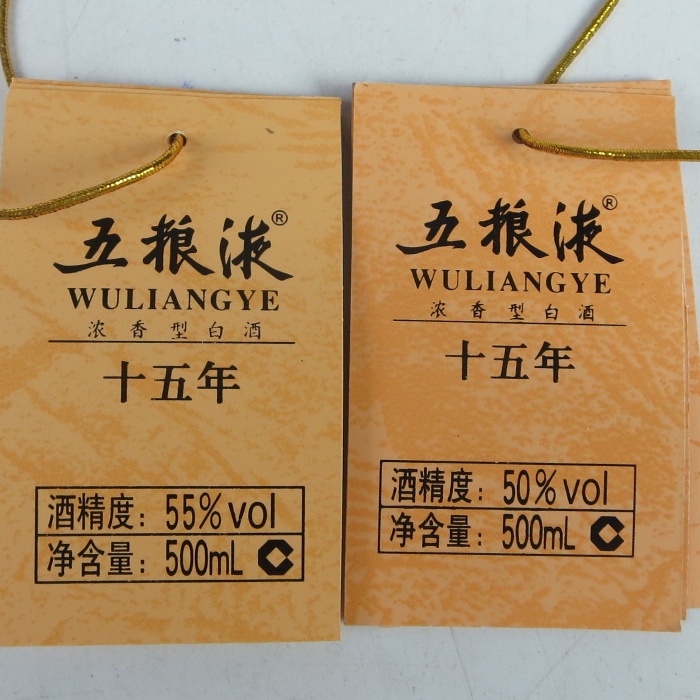 五粮液®
WULIANGYE
浓香型白酒
十五年
酒精度：55%vol
净含量：500mL
五粮液®
WULIANGYE
浓香型白酒
十五年
酒精度：50%vol
净含量：500mL